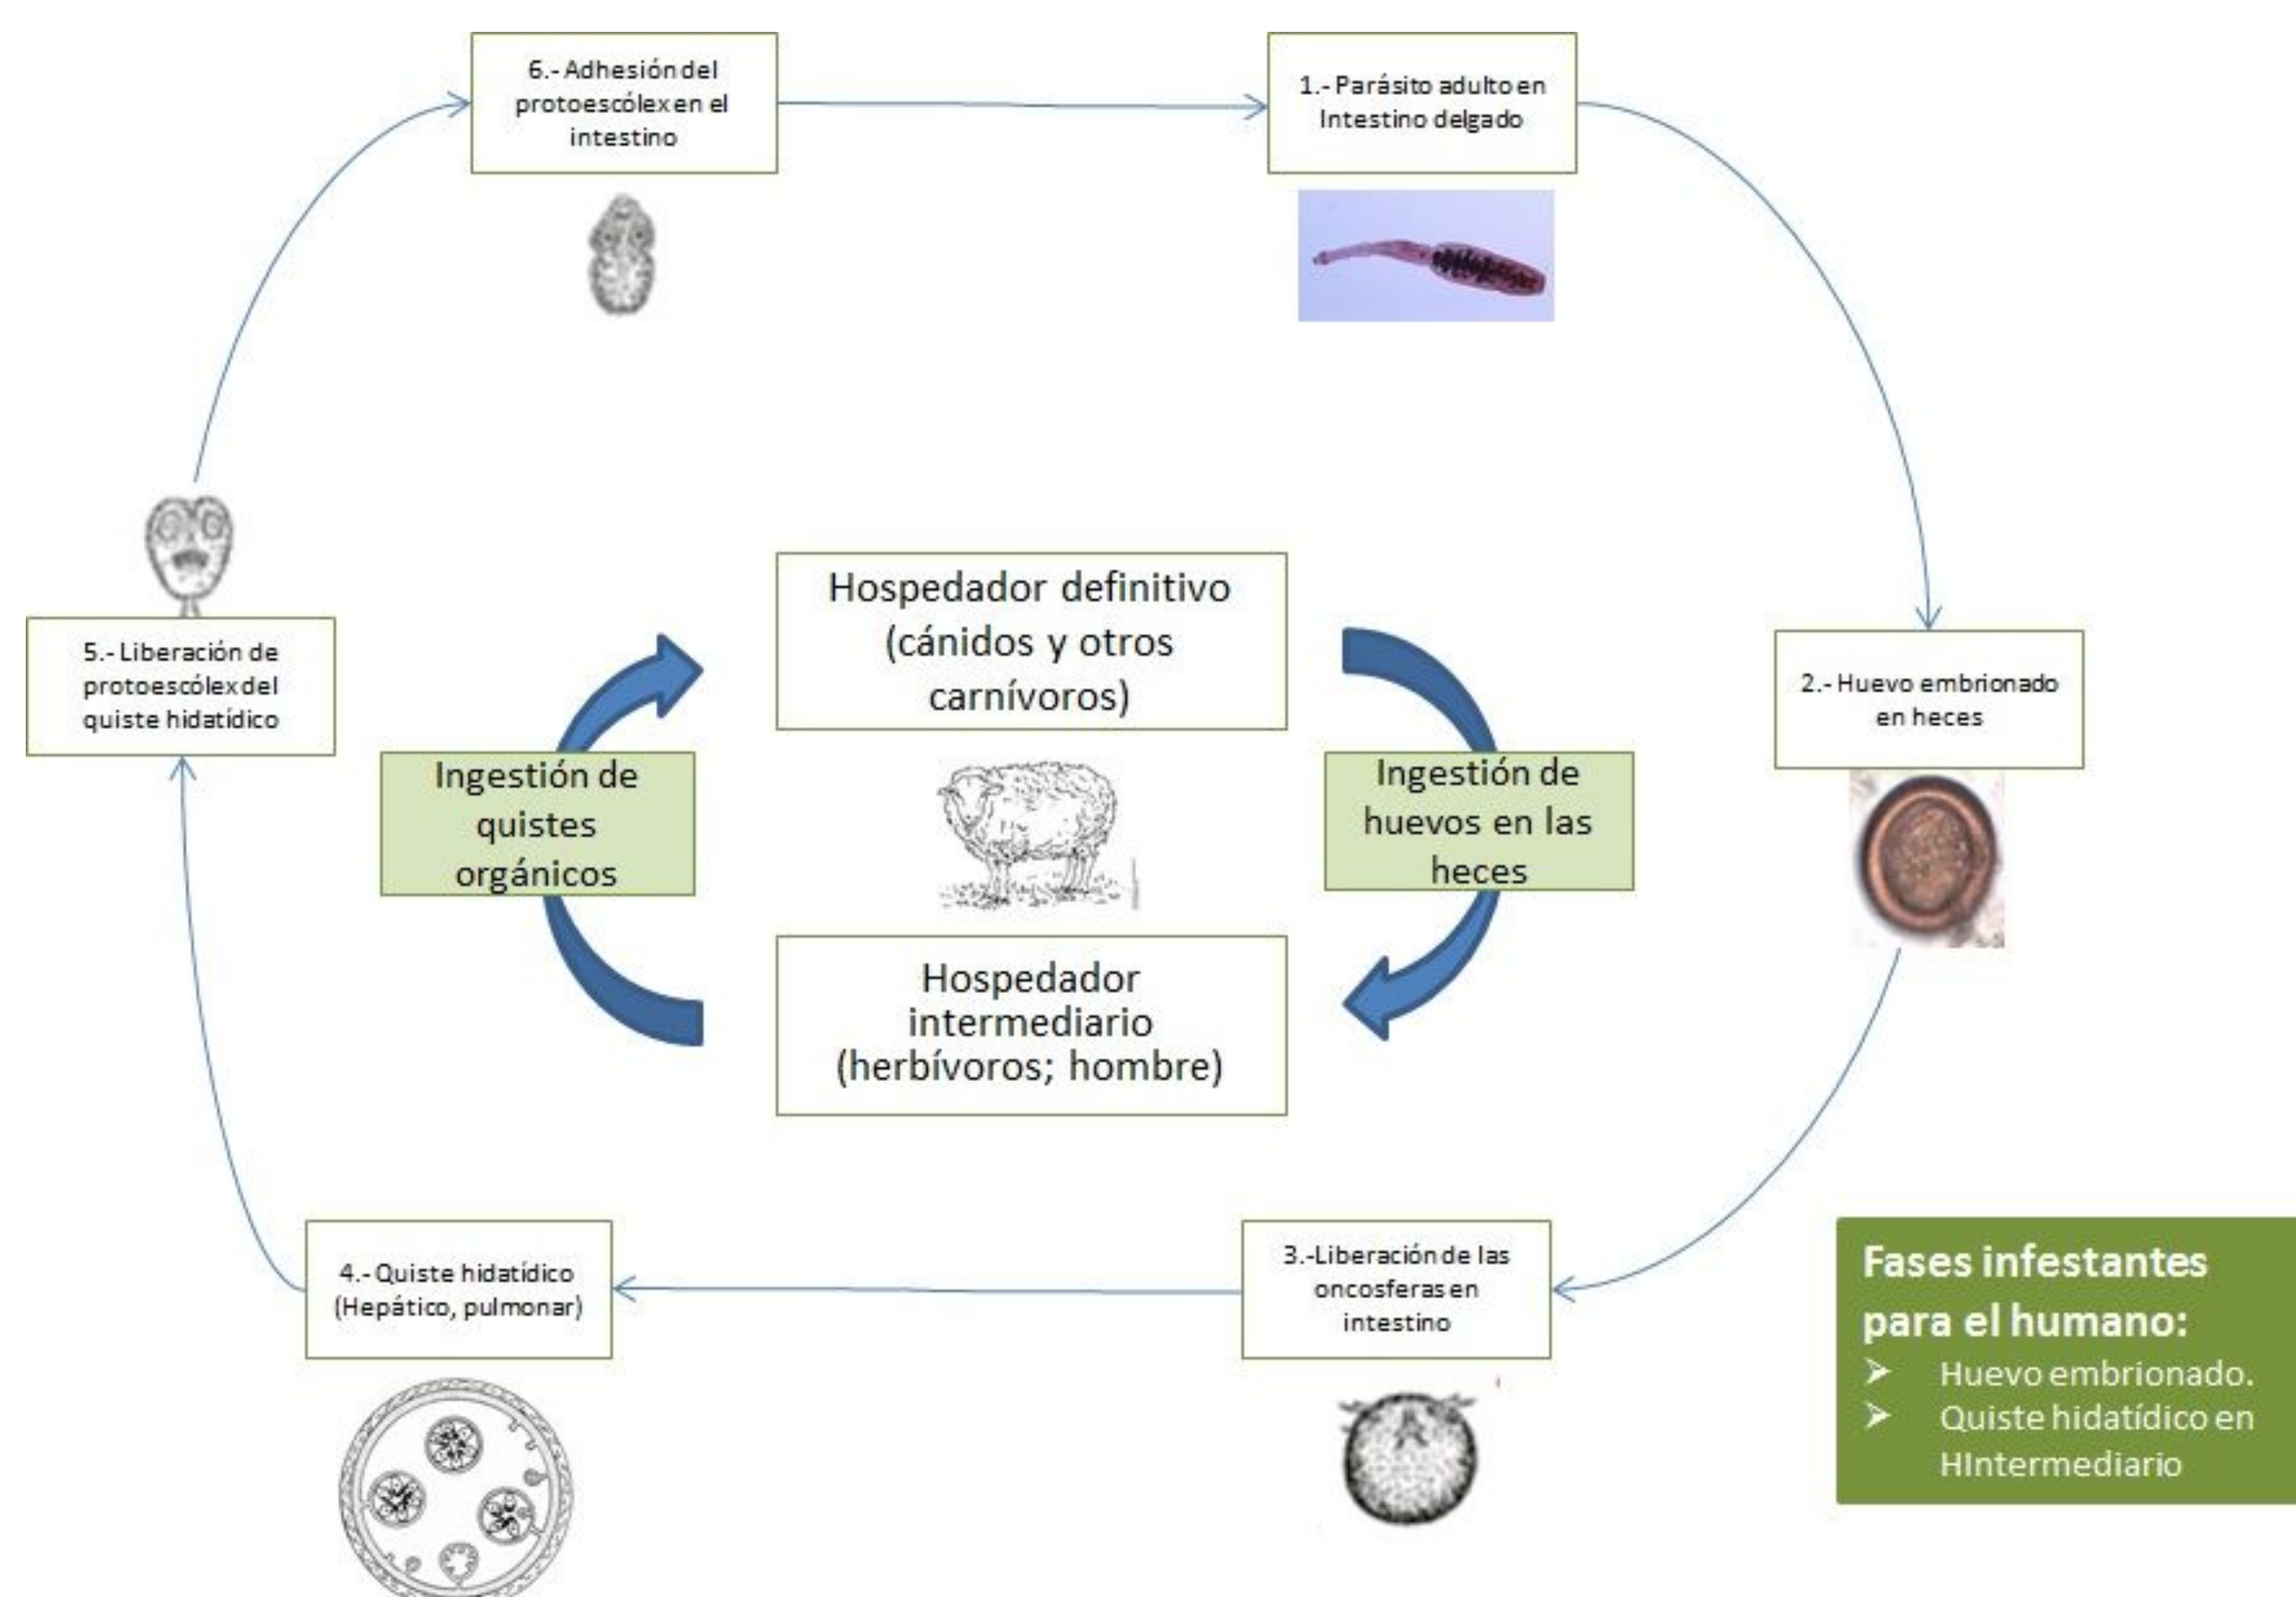 6.- Adhesión del
protoescólex en el
intestino
1.- Parásito adulto en
Intestino delgado
5.- Liberación de
protoescólex del
quiste hidatídico
Hospedador definitivo
(cánidos y otros
carnívoros)
2.- Huevo embrionado
en heces
Ingestión de
quistes
orgánicos
Ingestión de
huevos en las
heces
Hospedador
intermediario
(herbívoros; hombre)
4.- Quiste hidatídico
(Hepático, pulmonar)
3.-Liberación de las
oncosferas en
intestino
Fases infestantes
para el humano:
➢ Huevo embrionado.
➢ Quiste hidatídico en
HIntermediario